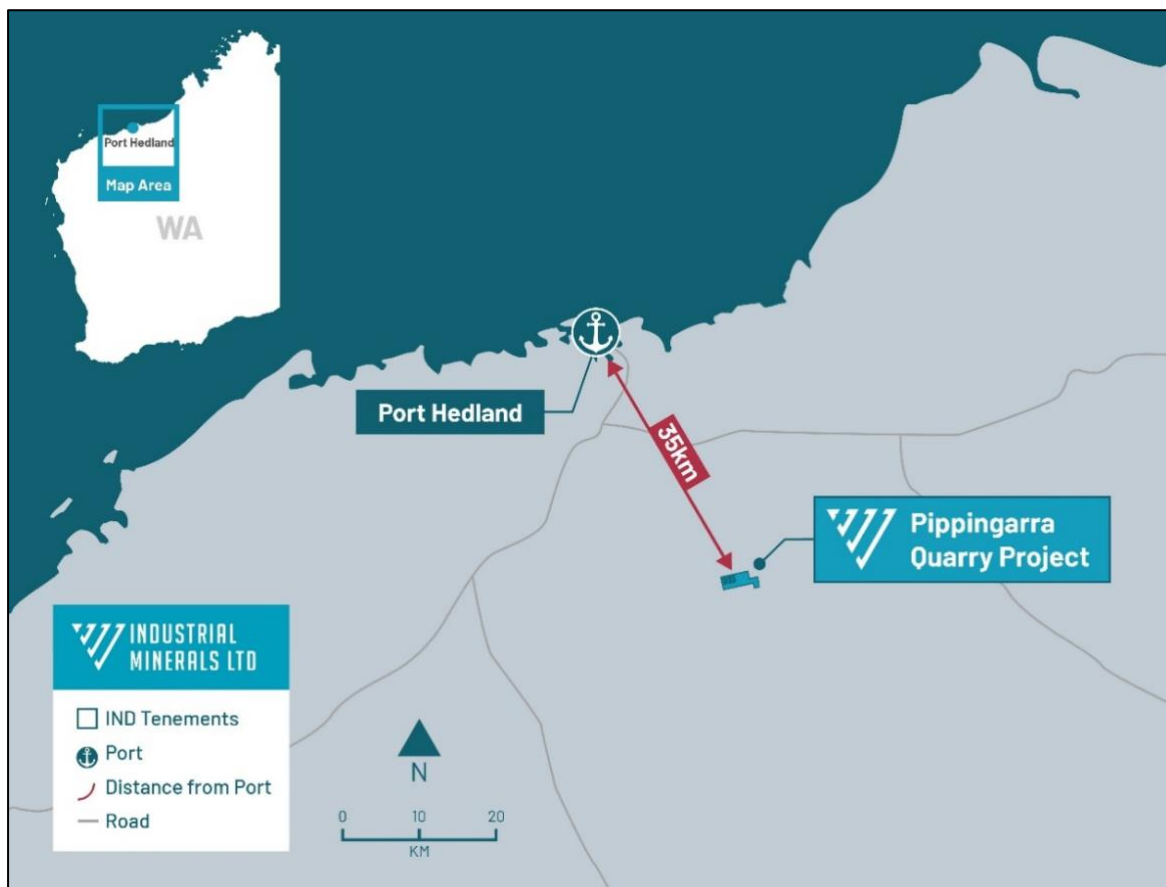 Port Hedland
Map Area
WA
Port Hedland
35km
Pippingarra
Quarry Project
INDUSTRIAL
MINERALS LTD
IND Tenements
Port
Distance from Port
Road
N
0 10 20
KM